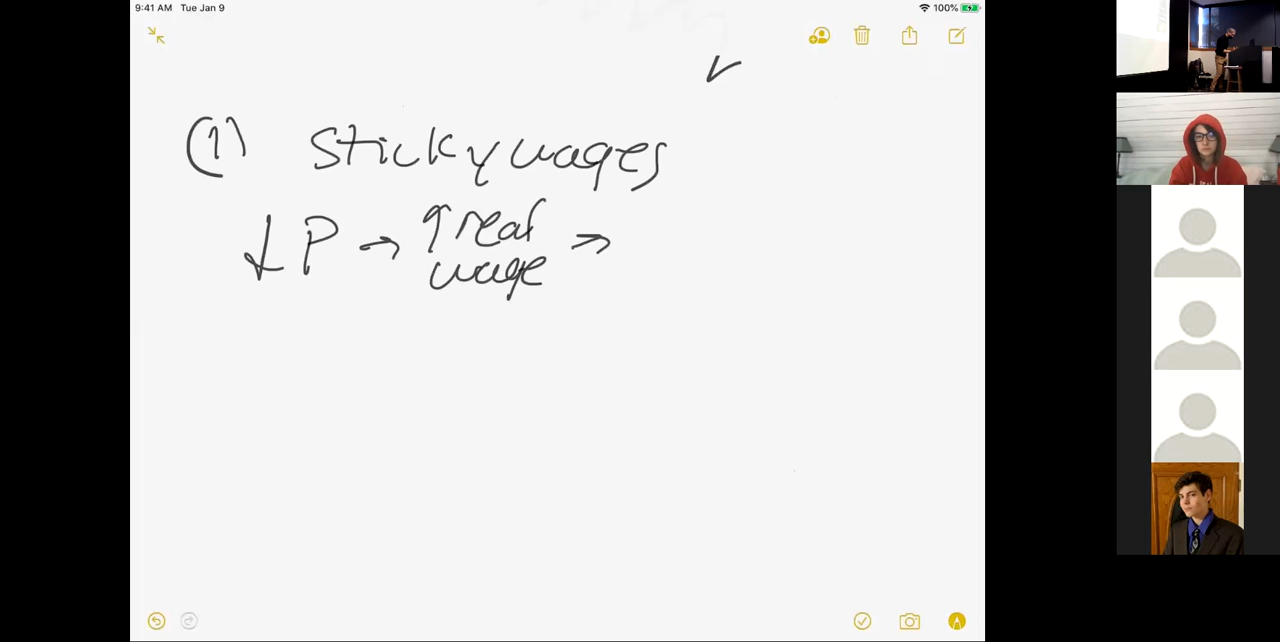 9:41 AM Tue Jan 9
100%
(1) Sticky wages
↓ P → ↑ real wage →